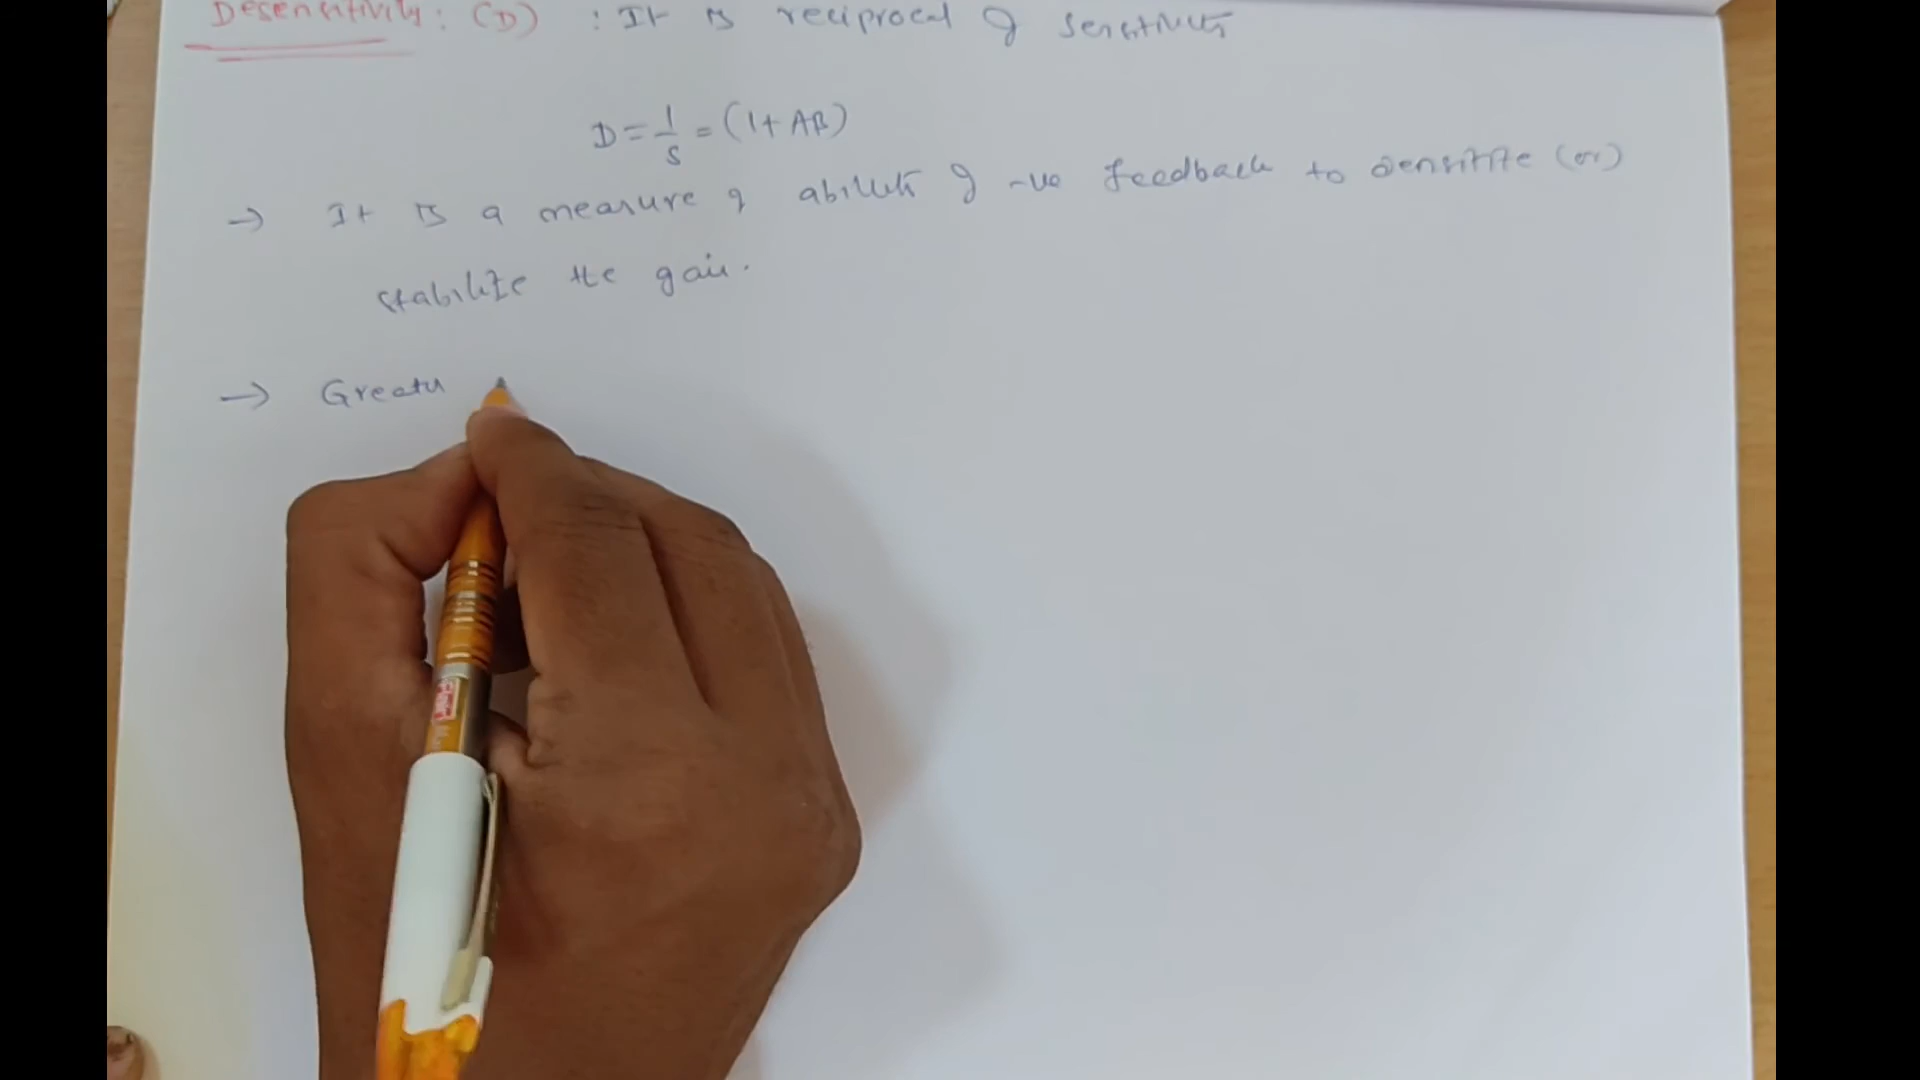 Desensitivity : (D) : It is reciprocal of sensitivity
D = 1/S = (1 + Aβ)
→ It is a measure of ability of -ve feedback to densitite (or)
stabilize the gain.
→ Greater